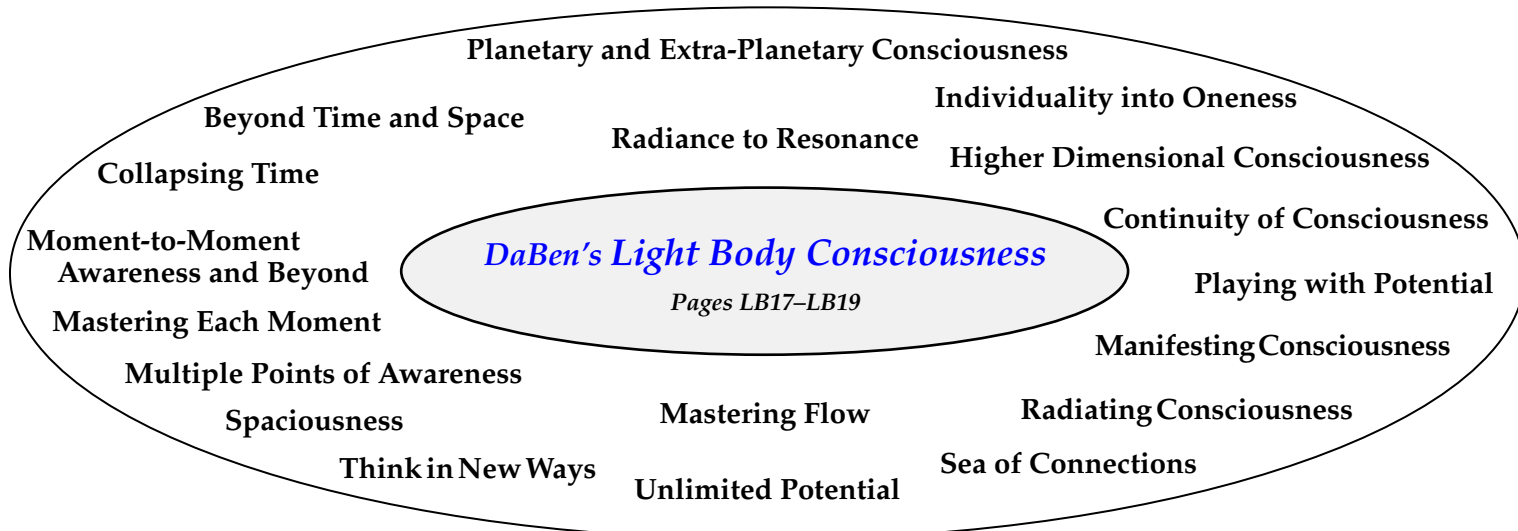 Planetary and Extra-Planetary Consciousness
Individuality into Oneness
Beyond Time and Space
Radiance to Resonance
Higher Dimensional Consciousness
Collapsing Time
Continuity of Consciousness
Moment-to-Moment
Awareness and Beyond
DaBen's Light Body Consciousness
Pages LB17–LB19
Playing with Potential
Mastering Each Moment
Manifesting Consciousness
Multiple Points of Awareness
Spaciousness
Mastering Flow
Radiating Consciousness
Think in New Ways
Unlimited Potential
Sea of Connections